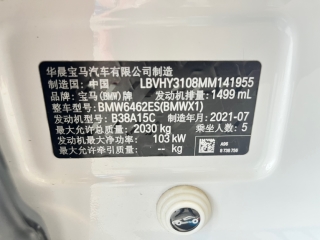 华晨宝马汽车有限公司制造
制造国：中国 LBVHY3108MM141955
品牌：宝马(BMW)牌 发动机排量：1499 mL
整车型号：BMW6462ES(BMWX1)
发动机型号：B38A15C 制造年月：2021-07
最大允许总质量：2030 kg 乘坐人数：5
发动机最大净功率：103 kW
最大允许牵引质量：-- kg